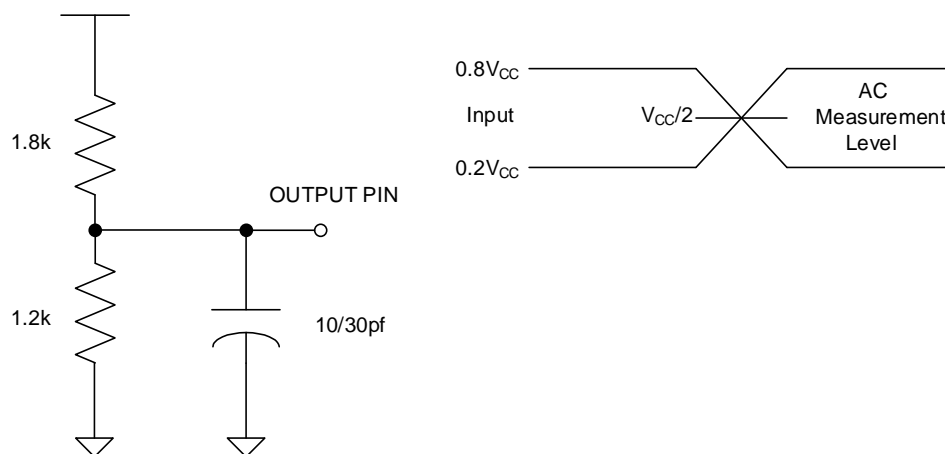 1.8k
OUTPUT PIN
1.2k
10/30pf
0.8VCC
Input
VCC/2
0.2VCC
AC
Measurement
Level